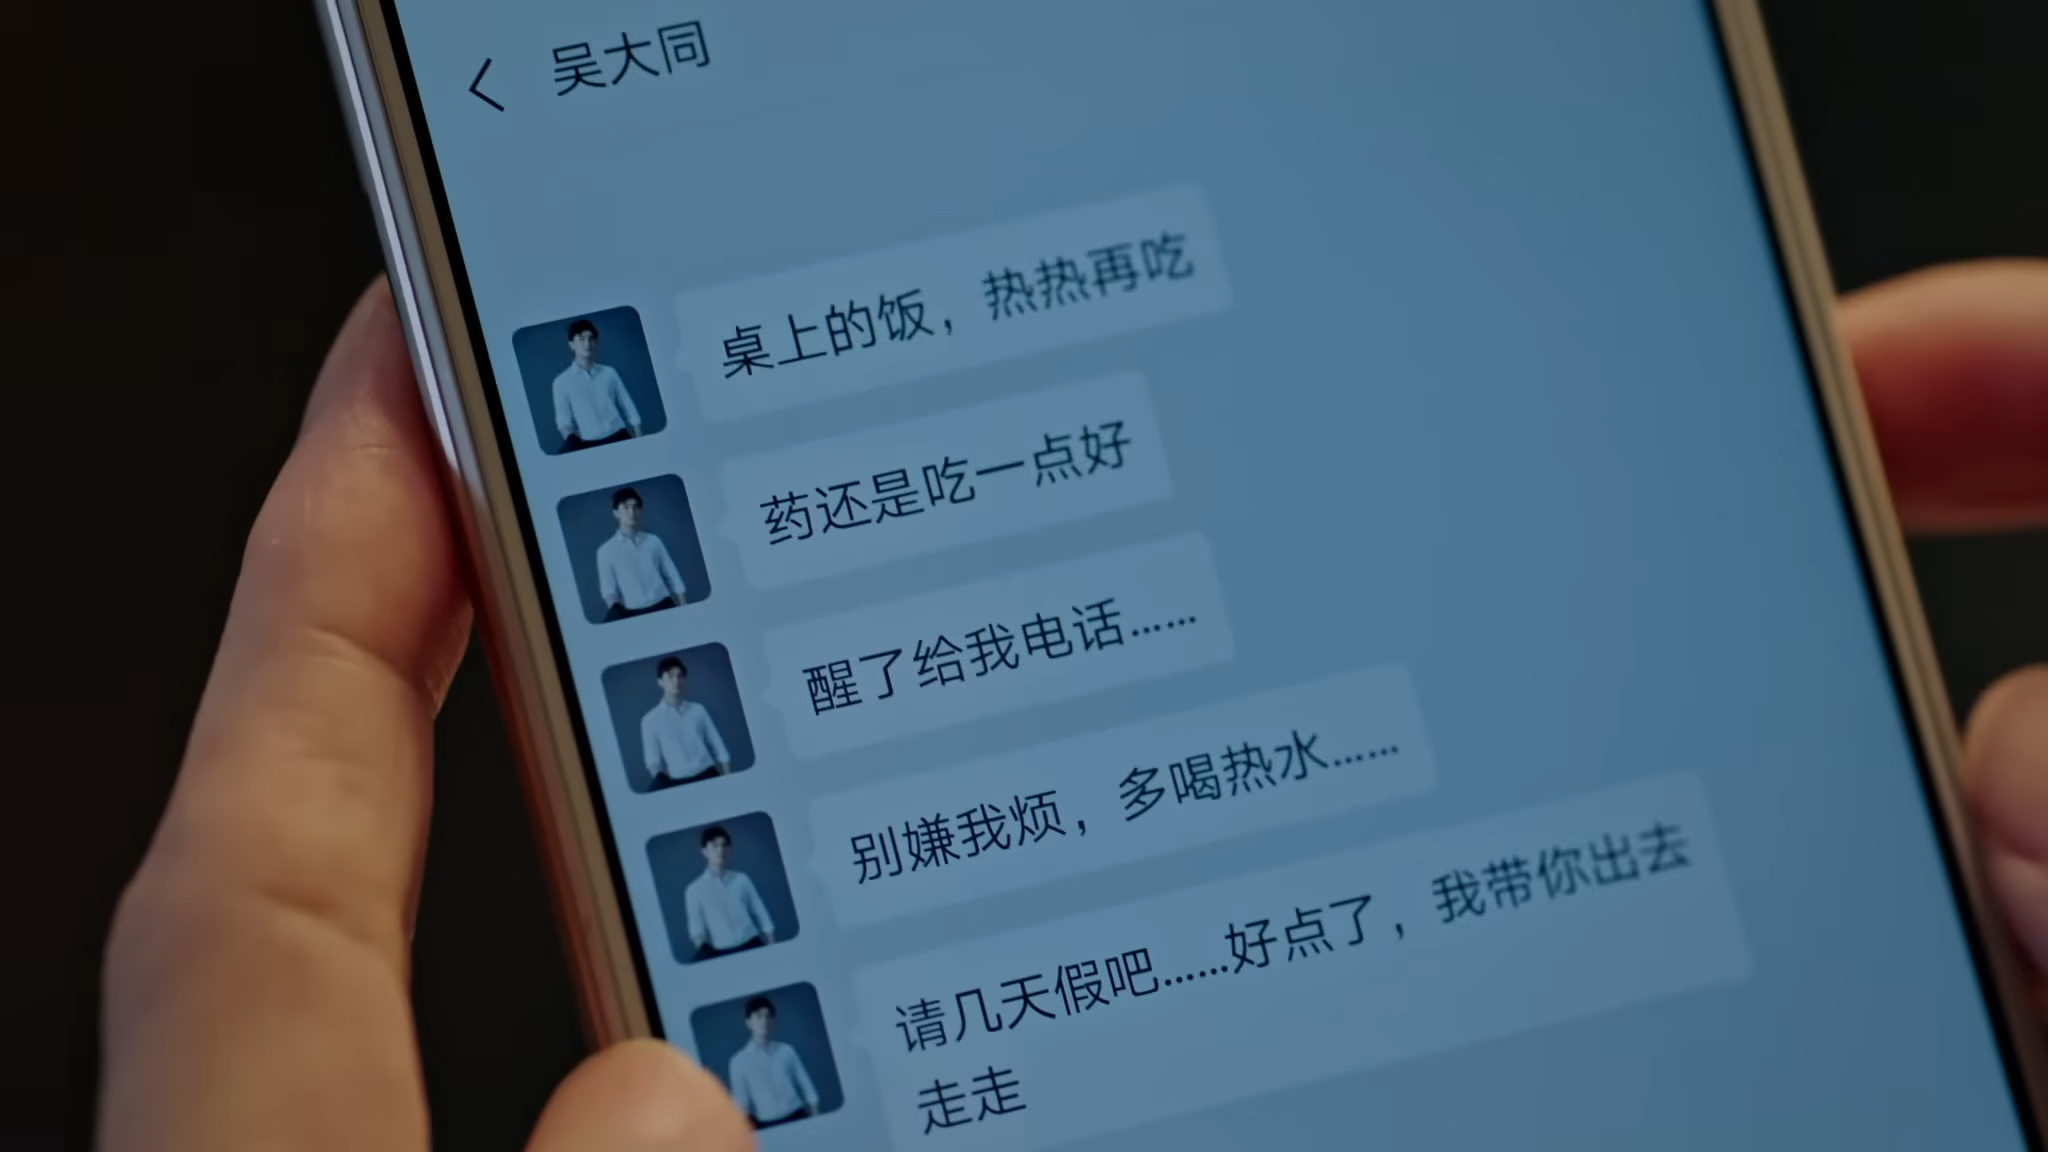 吴大同
桌上的饭，热热再吃
药还是吃一点好
醒了给我电话……
别嫌我烦，多喝热水……
请几天假吧……好点了，我带你出去
走走